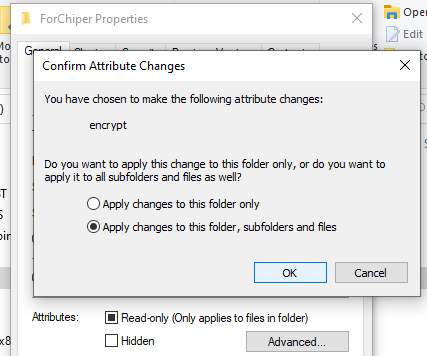 ForChiper Properties
Open
Edit
Confirm Attribute Changes
You have chosen to make the following attribute changes:
encrypt
Do you want to apply this change to this folder only, or do you want to
apply it to all subfolders and files as well?
Apply changes to this folder only
Apply changes to this folder, subfolders and files
OK
Cancel
Attributes:
Read-only (Only applies to files in folder)
Hidden
Advanced...